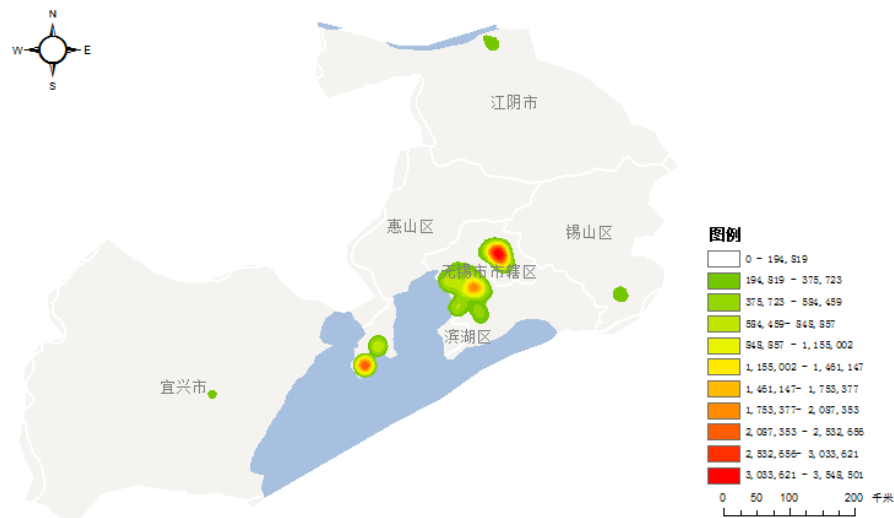 N
W E
S
江阴市
惠山区
锡山区
无锡市市辖区
滨湖区
宜兴市
图例
0 - 194,819
194,819 - 375,723
375,723 - 584,459
584,459- 848,857
848,857 - 1,155,002
1,155,002 - 1,461,147
1,461,147- 1,753,377
1,753,377- 2,087,353
2,087,353 - 2,532,656
2,532,656- 3,033,621
3,033,621 - 3,548,501
0 50 100 200 千米